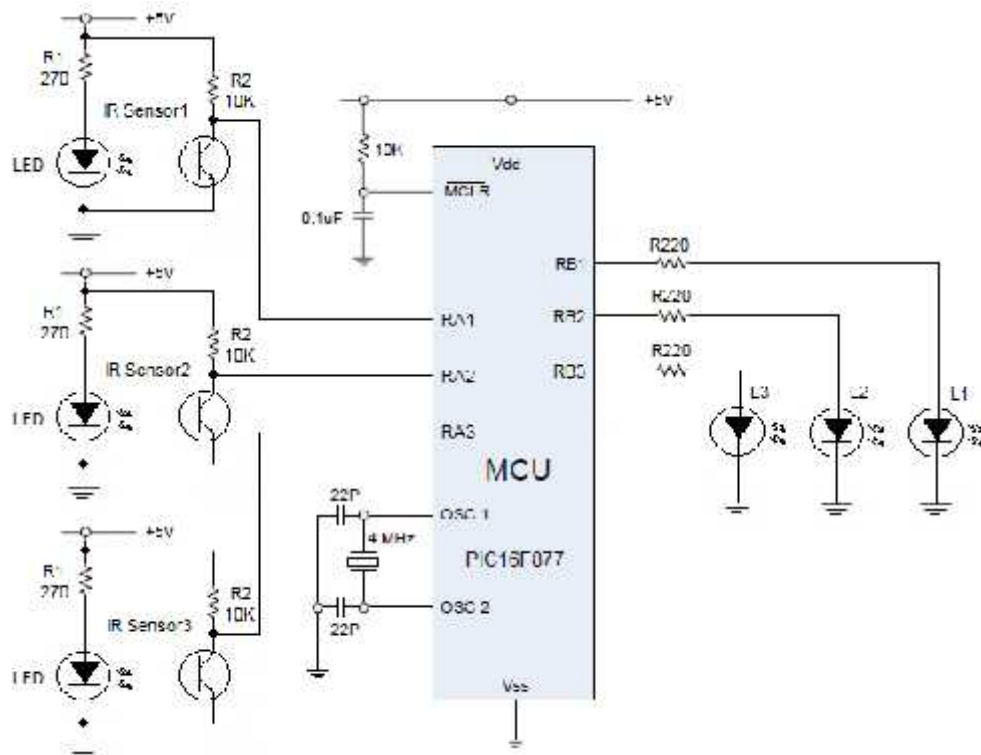 +5V
R1
270
R2
10K
IR Sensor1
LED
+5V
10K
0.1uF
Vdd
MCLR
RB1
RB2
RB3
RA1
RA2
RA3
R220
R220
R220
L3
L2
L1
+5V
R1
270
R2
10K
IR Sensor2
LED
MCU
22P
OSC 1
4 MHz
PIC16F877
OSC 2
22P
+5V
R1
270
R2
10K
IR Sensor3
LED
Vss